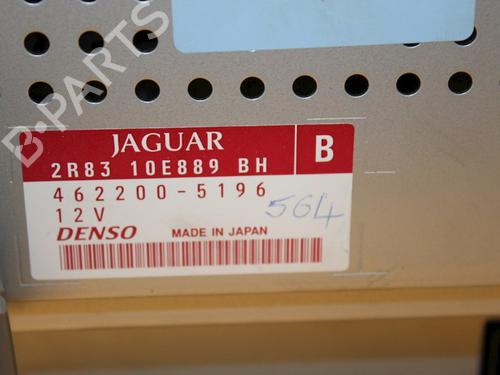 B-PARTS
JAGUAR
B
2R83 10E889 BH
462200-5196
12V
564
DENSO MADE IN JAPAN